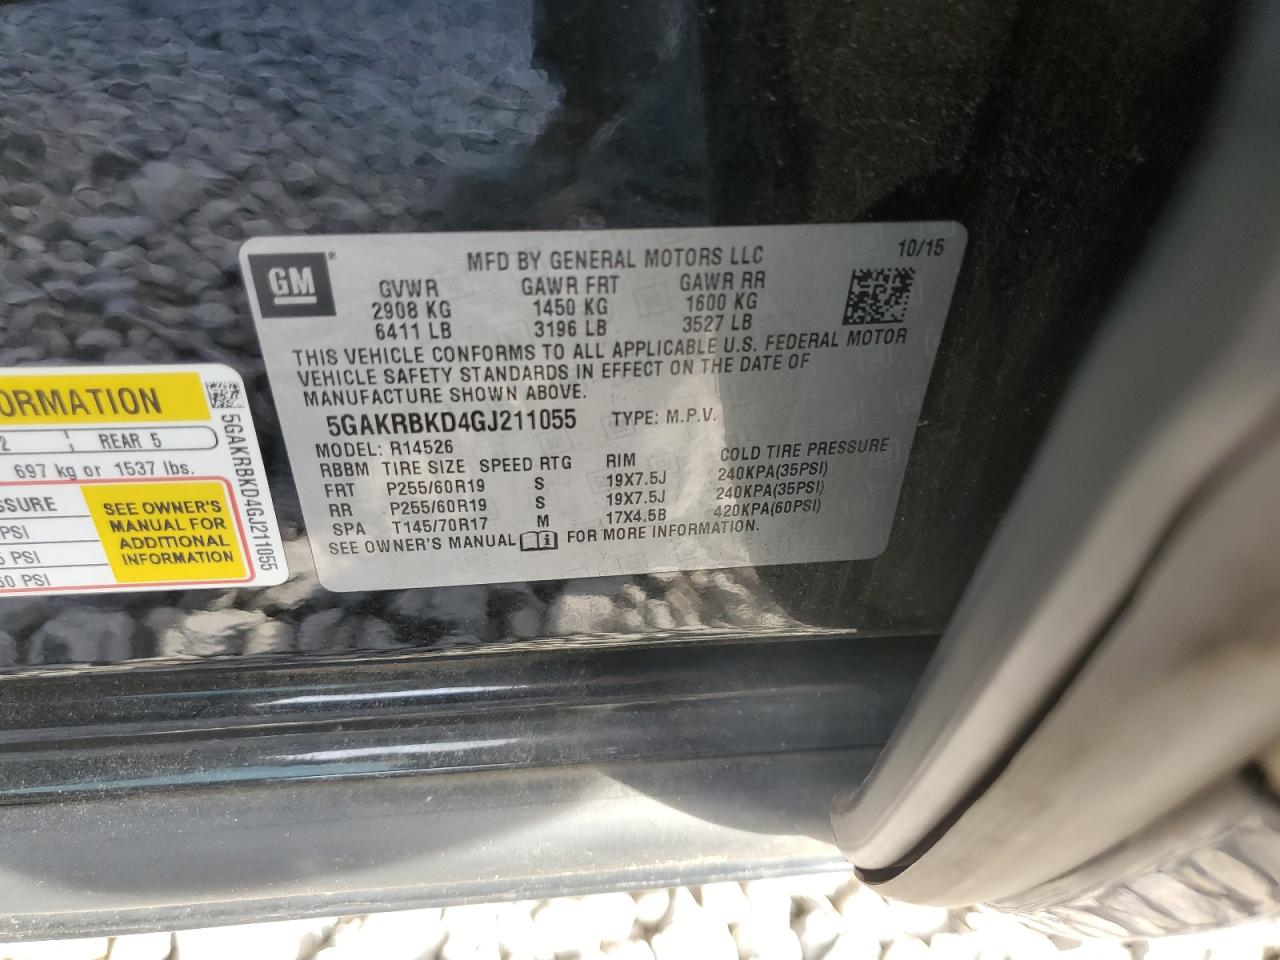 GM ®
MFD BY GENERAL MOTORS LLC
10/15
GVWR GAWR FRT GAWR RR
2908 KG 1450 KG 1600 KG
6411 LB 3196 LB 3527 LB
THIS VEHICLE CONFORMS TO ALL APPLICABLE U.S. FEDERAL MOTOR
VEHICLE SAFETY STANDARDS IN EFFECT ON THE DATE OF
MANUFACTURE SHOWN ABOVE.
5GAKRBKD4GJ211055 TYPE: M.P.V.
MODEL: R14526
RBBM TIRE SIZE SPEED RTG RIM COLD TIRE PRESSURE
FRT P255/60R19 S 19X7.5J 240KPA(35PSI)
RR P255/60R19 S 19X7.5J 240KPA(35PSI)
SPA T145/70R17 M 17X4.5B 420KPA(60PSI)
SEE OWNER'S MANUAL FOR MORE INFORMATION.
ORMATION
2 REAR 5
697 kg or 1537 lbs.
SSURE
PSI
5 PSI
60 PSI
SEE OWNER'S
MANUAL FOR
ADDITIONAL
INFORMATION
5GAKRBKD4GJ211055